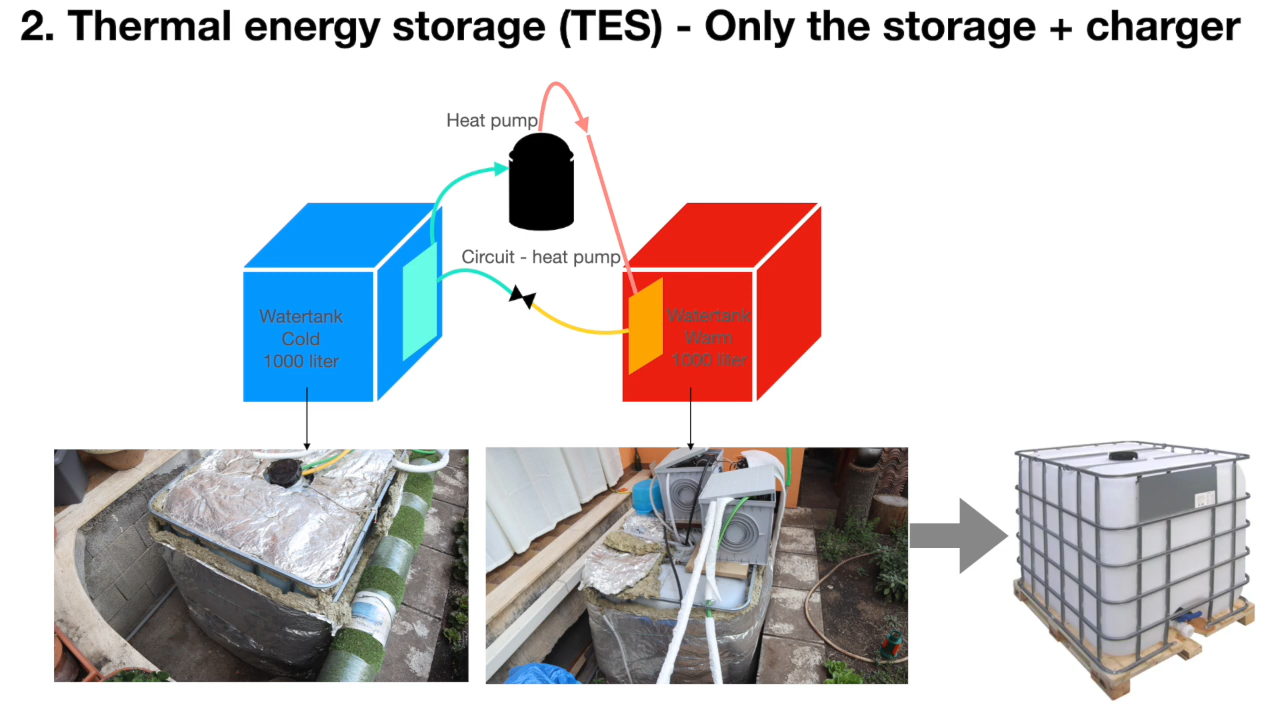 2. Thermal energy storage (TES) - Only the storage + charger
Heat pump
Circuit - heat pump
Watertank
Cold
1000 liter
Watertank
Warm
1000 liter